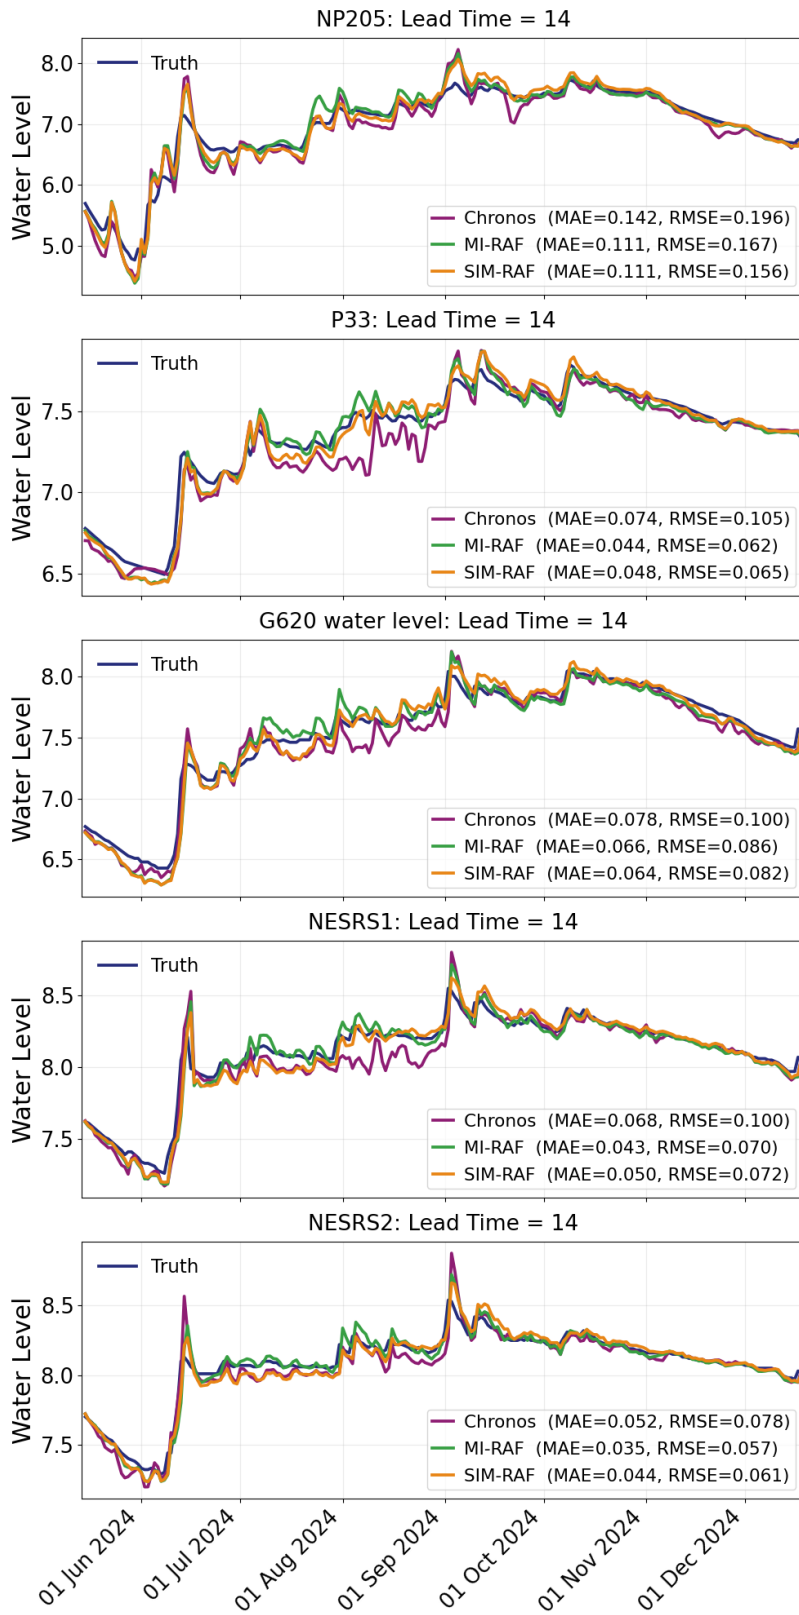 NP205: Lead Time = 14
Water Level
8.0
7.0
6.0
5.0
Truth
Chronos (MAE=0.142, RMSE=0.196)
MI-RAF (MAE=0.111, RMSE=0.167)
SIM-RAF (MAE=0.111, RMSE=0.156)
P33: Lead Time = 14
Water Level
7.5
7.0
6.5
Truth
Chronos (MAE=0.074, RMSE=0.105)
MI-RAF (MAE=0.044, RMSE=0.062)
SIM-RAF (MAE=0.048, RMSE=0.065)
G620 water level: Lead Time = 14
Water Level
8.0
7.5
7.0
6.5
Truth
Chronos (MAE=0.078, RMSE=0.100)
MI-RAF (MAE=0.066, RMSE=0.086)
SIM-RAF (MAE=0.064, RMSE=0.082)
NESRS1: Lead Time = 14
Water Level
8.5
8.0
7.5
Truth
Chronos (MAE=0.068, RMSE=0.100)
MI-RAF (MAE=0.043, RMSE=0.070)
SIM-RAF (MAE=0.050, RMSE=0.072)
NESRS2: Lead Time = 14
Water Level
8.5
8.0
7.5
Truth
Chronos (MAE=0.052, RMSE=0.078)
MI-RAF (MAE=0.035, RMSE=0.057)
SIM-RAF (MAE=0.044, RMSE=0.061)
01 Jun 2024
01 Jul 2024
01 Aug 2024
01 Sep 2024
01 Oct 2024
01 Nov 2024
01 Dec 2024